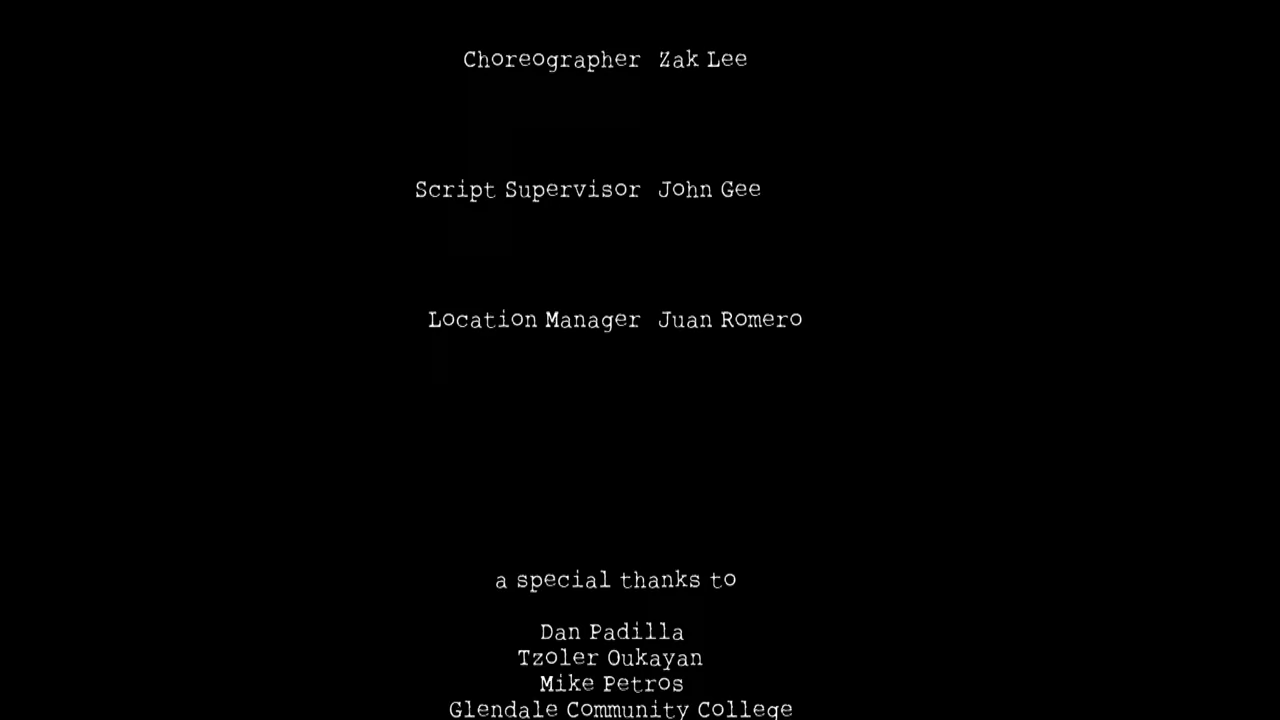 Choreographer Zak Lee
Script Supervisor John Gee
Location Manager Juan Romero
a special thanks to
Dan Padilla
Tzoler Oukayan
Mike Petros
Glendale Community College